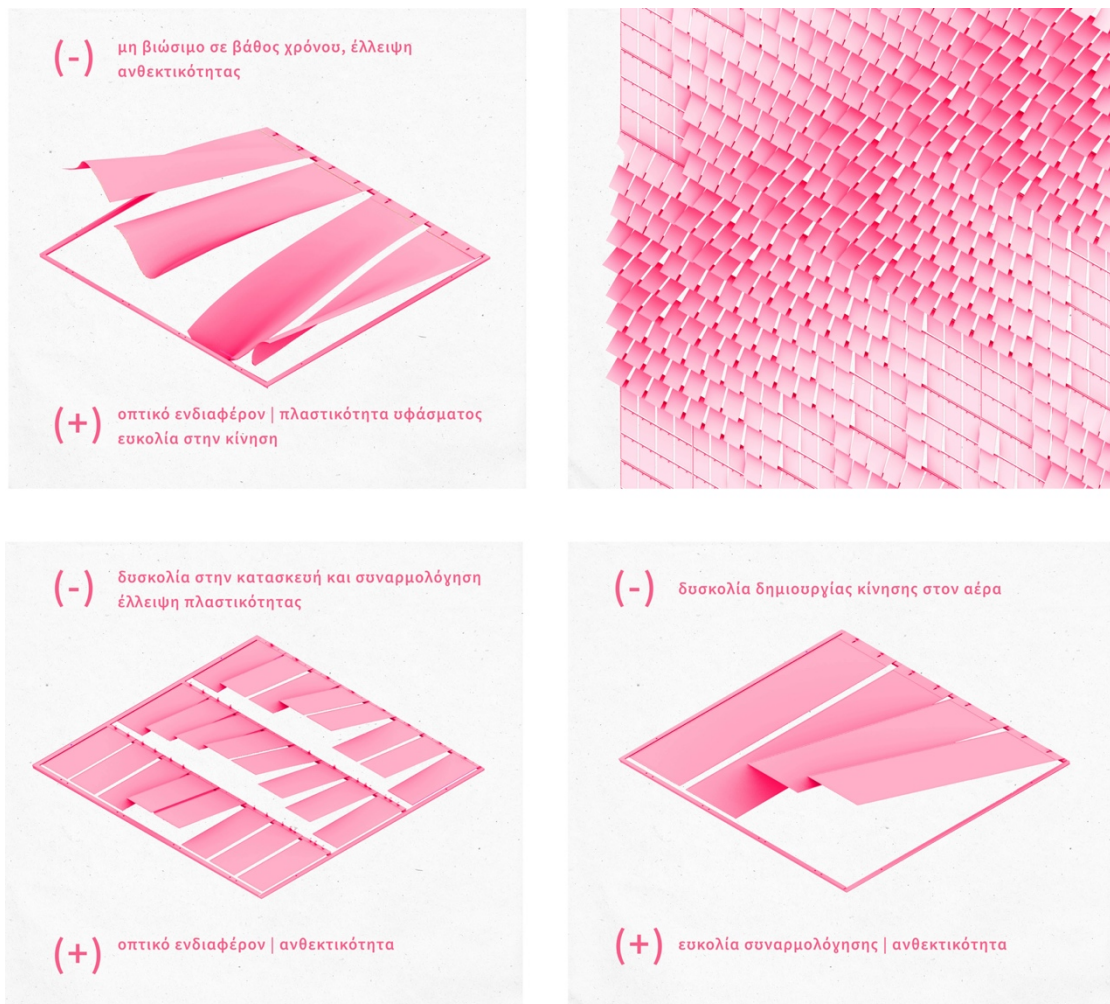 (-) μη βιώσιμο σε βάθος χρόνου, έλλειψη
ανθεκτικότητας
(+) οπτικό ενδιαφέρον | πλαστικότητα υφάσματος
ευκολία στην κίνηση
(-) δυσκολία στην κατασκευή και συναρμολόγηση
έλλειψη πλαστικότητας
(+) οπτικό ενδιαφέρον | ανθεκτικότητα
(-) δυσκολία δημιουργίας κίνησης στον αέρα
(+) ευκολία συναρμολόγησης | ανθεκτικότητα